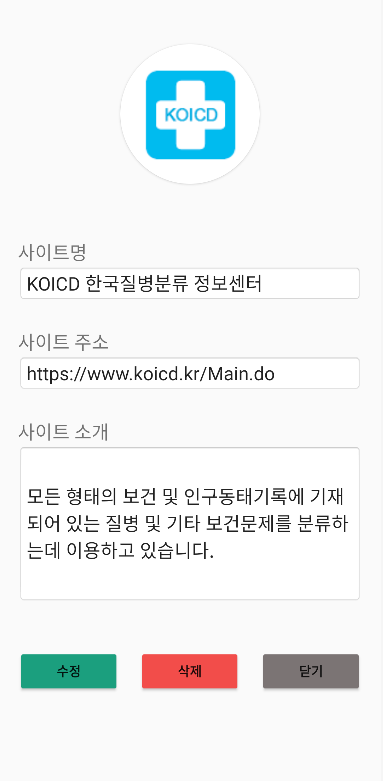 KOICD
사이트명
KOICD 한국질병분류 정보센터
사이트 주소
https://www.koicd.kr/Main.do
사이트 소개
모든 형태의 보건 및 인구동태기록에 기재
되어 있는 질병 및 기타 보건문제를 분류하
는데 이용하고 있습니다.
수정 삭제 닫기